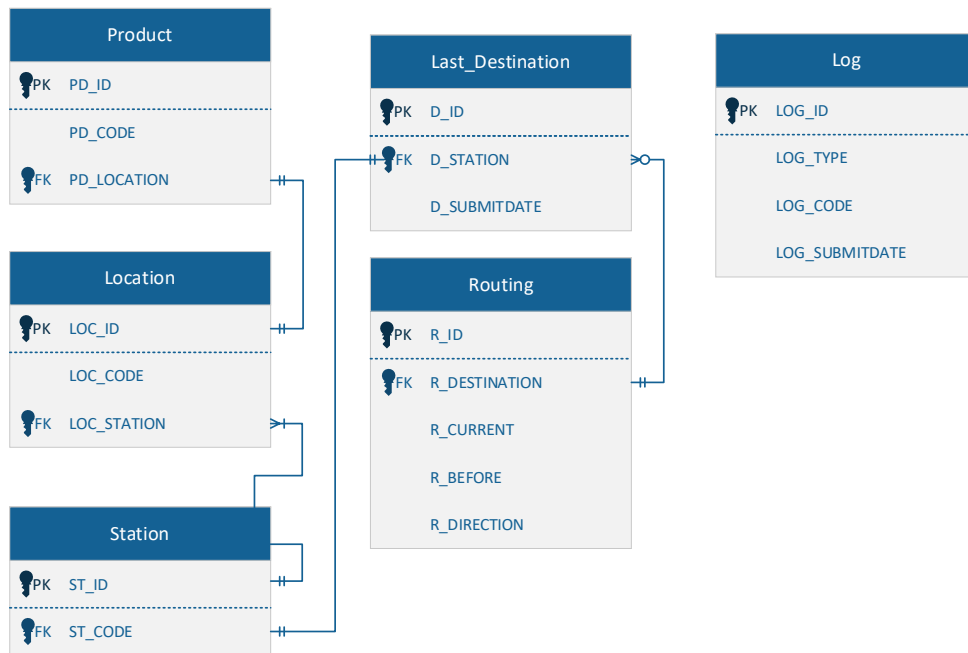 Product
PK PD_ID
PD_CODE
FK PD_LOCATION
Location
PK LOC_ID
LOC_CODE
FK LOC_STATION
Station
PK ST_ID
FK ST_CODE
Last_Destination
PK D_ID
FK D_STATION
D_SUBMITDATE
Routing
PK R_ID
FK R_DESTINATION
R_CURRENT
R_BEFORE
R_DIRECTION
Log
PK LOG_ID
LOG_TYPE
LOG_CODE
LOG_SUBMITDATE